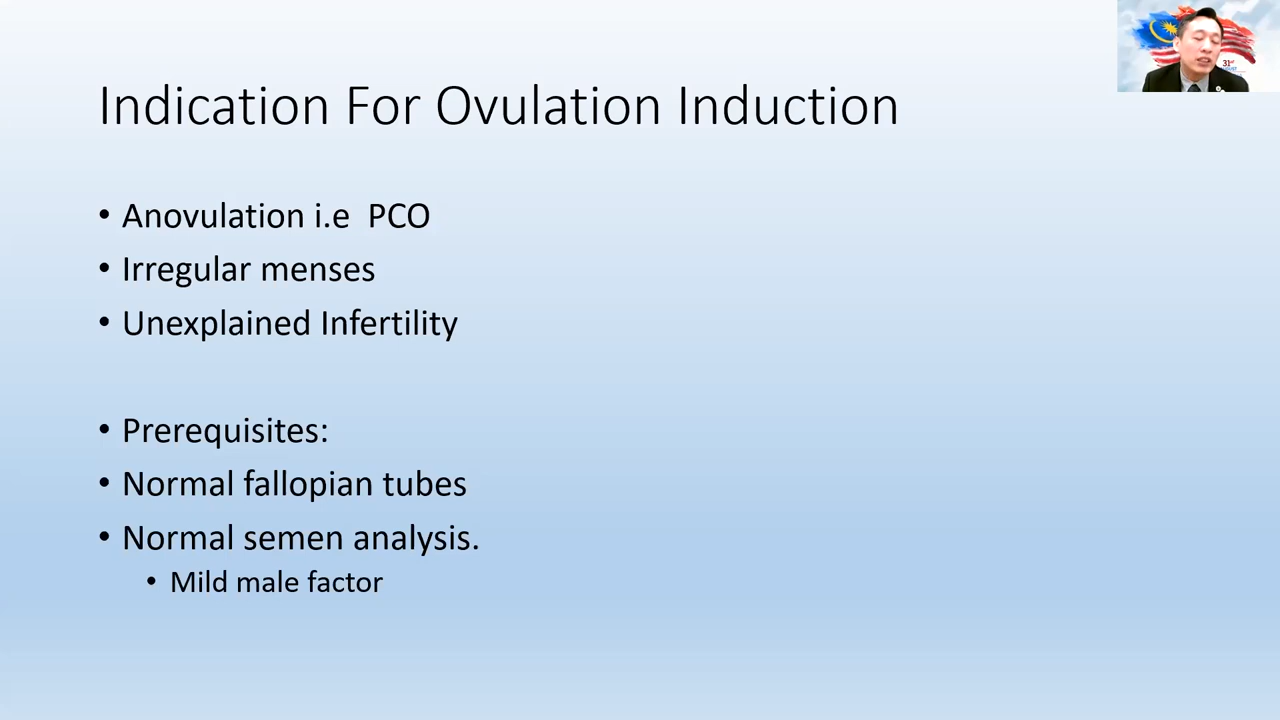 Indication For Ovulation Induction
• Anovulation i.e  PCO
• Irregular menses
• Unexplained Infertility
• Prerequisites:
• Normal fallopian tubes
• Normal semen analysis.
• Mild male factor
31